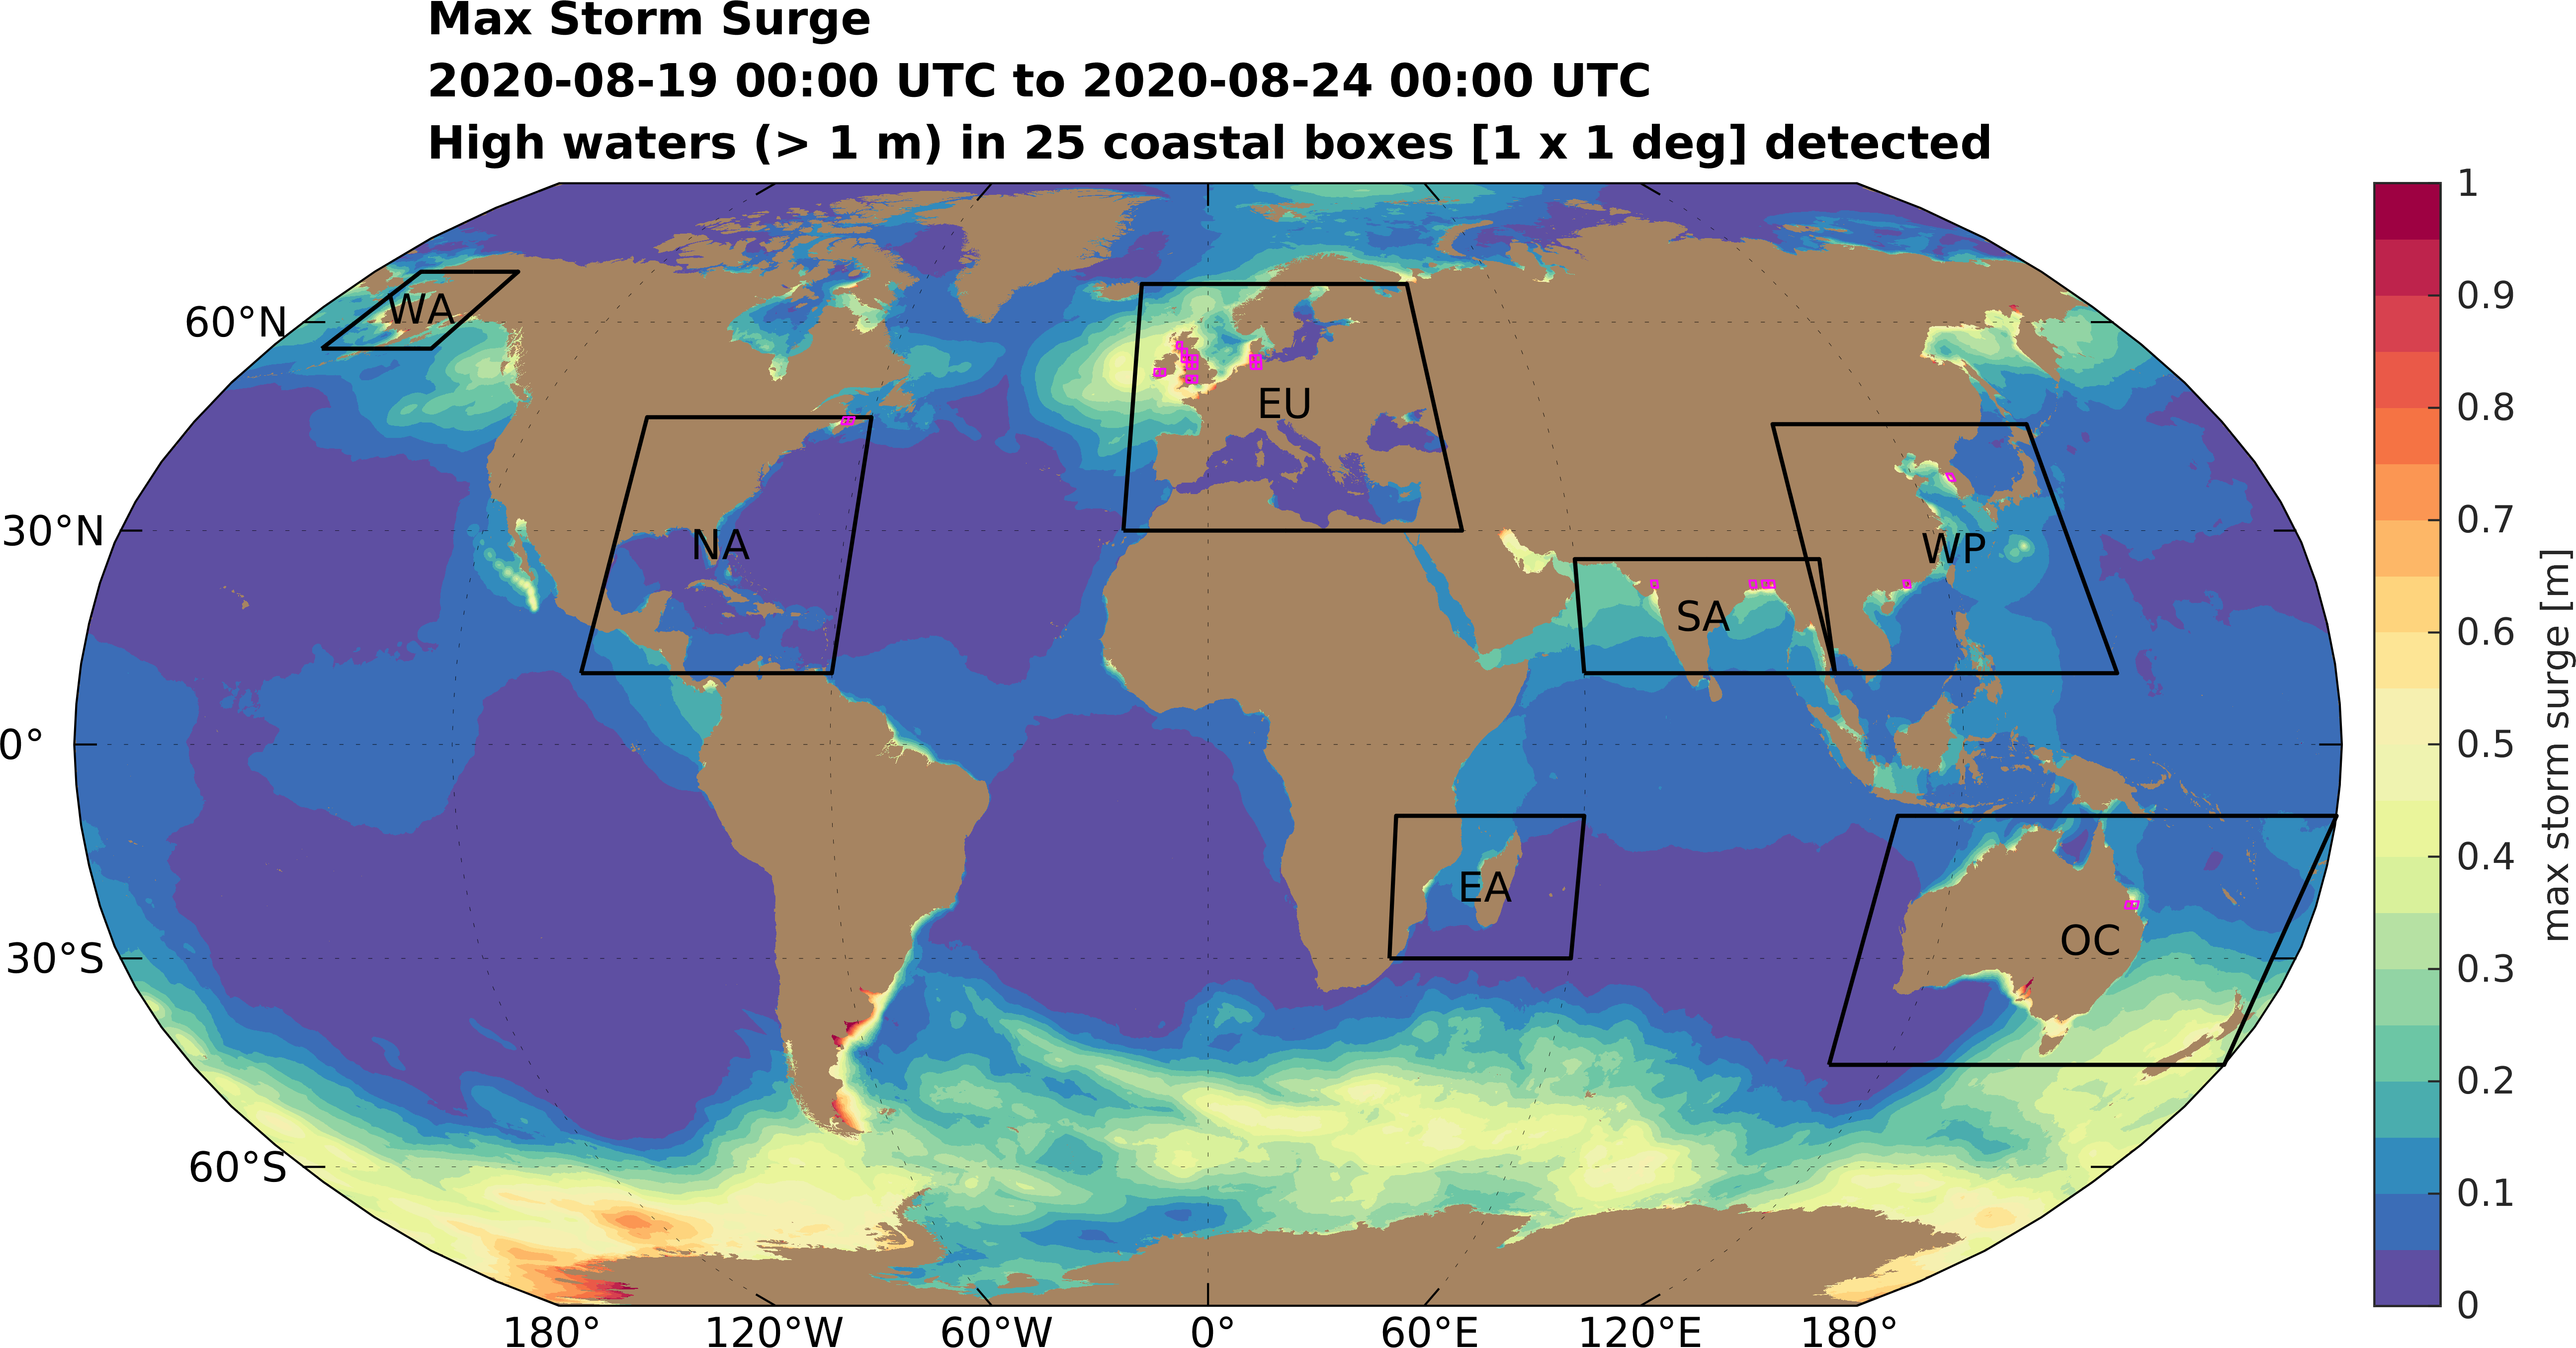 Max Storm Surge
2020-08-19 00:00 UTC to 2020-08-24 00:00 UTC
High waters (> 1 m) in 25 coastal boxes [1 x 1 deg] detected
60°N
30°N
0°
30°S
60°S
WA
NA
EU
SA
WP
EA
OC
180°
120°W
60°W
0°
60°E
120°E
180°
1
0.9
0.8
0.7
0.6
0.5
0.4
0.3
0.2
0.1
0
max storm surge [m]